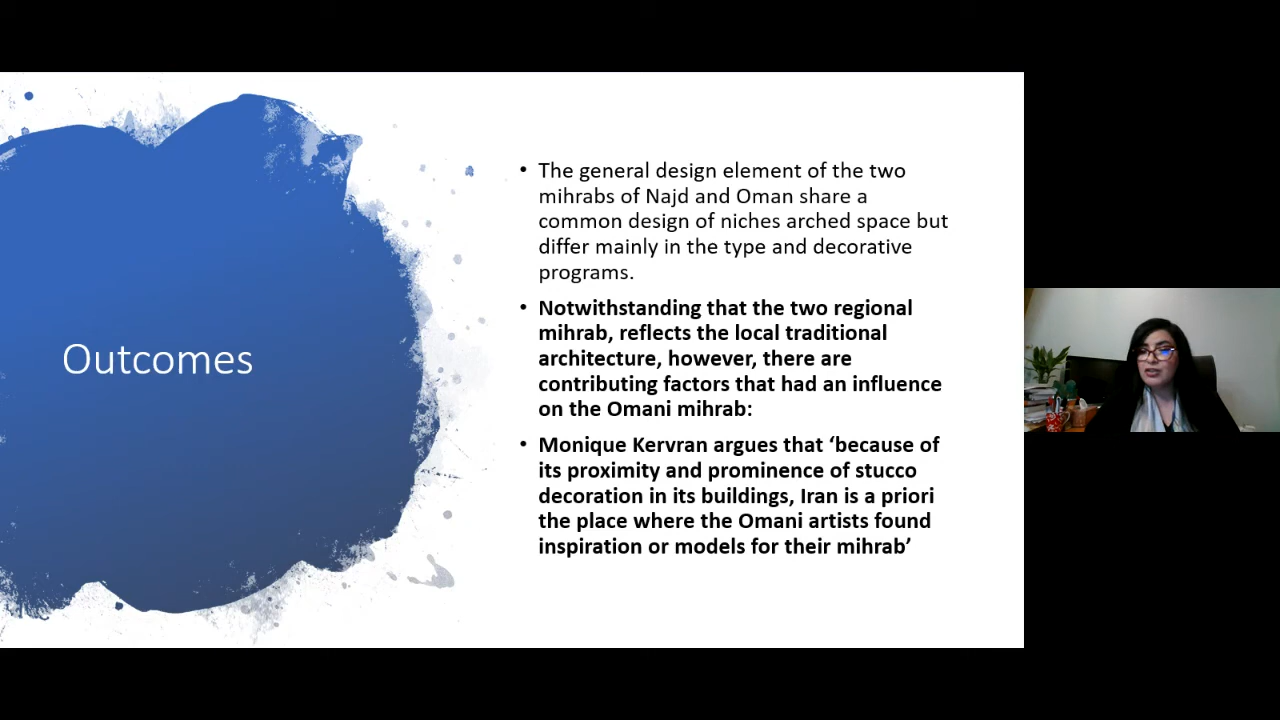 Outcomes
• The general design element of the two
mihrabs of Najd and Oman share a
common design of niches arched space but
differ mainly in the type and decorative
programs.
• Notwithstanding that the two regional
mihrab, reflects the local traditional
architecture, however, there are
contributing factors that had an influence
on the Omani mihrab:
• Monique Kervran argues that ‘because of
its proximity and prominence of stucco
decoration in its buildings, Iran is a priori
the place where the Omani artists found
inspiration or models for their mihrab’